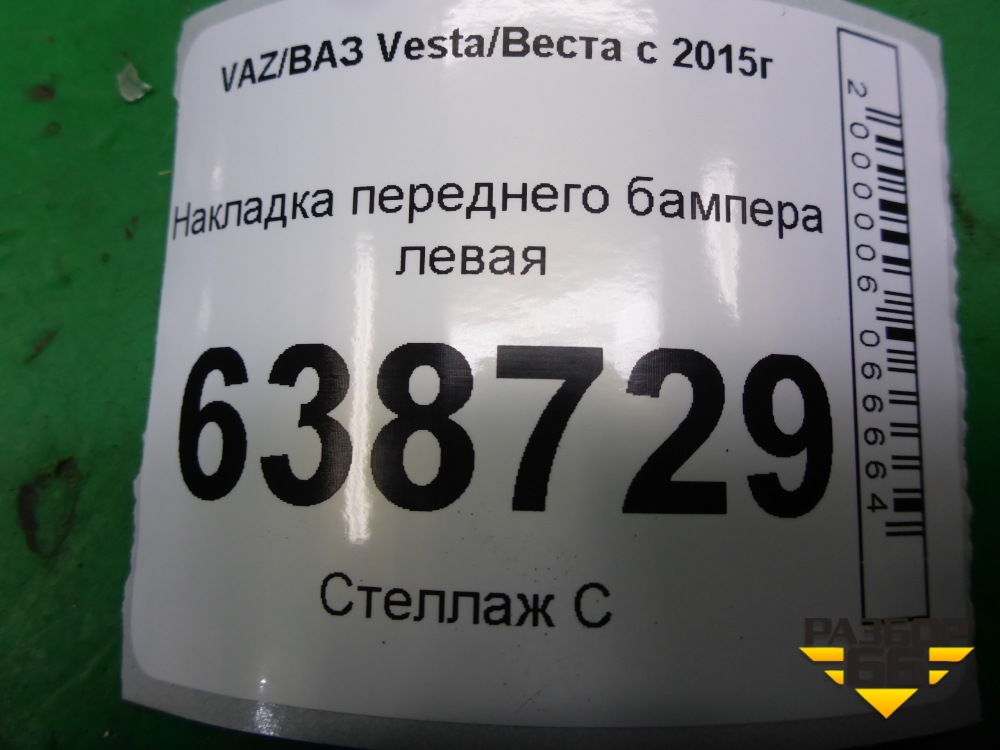 VAZ/ВАЗ Vesta/Веста с 2015г
Накладка переднего бампера
левая
638729
Стеллаж С
2000006066664
РАЗБОР
66